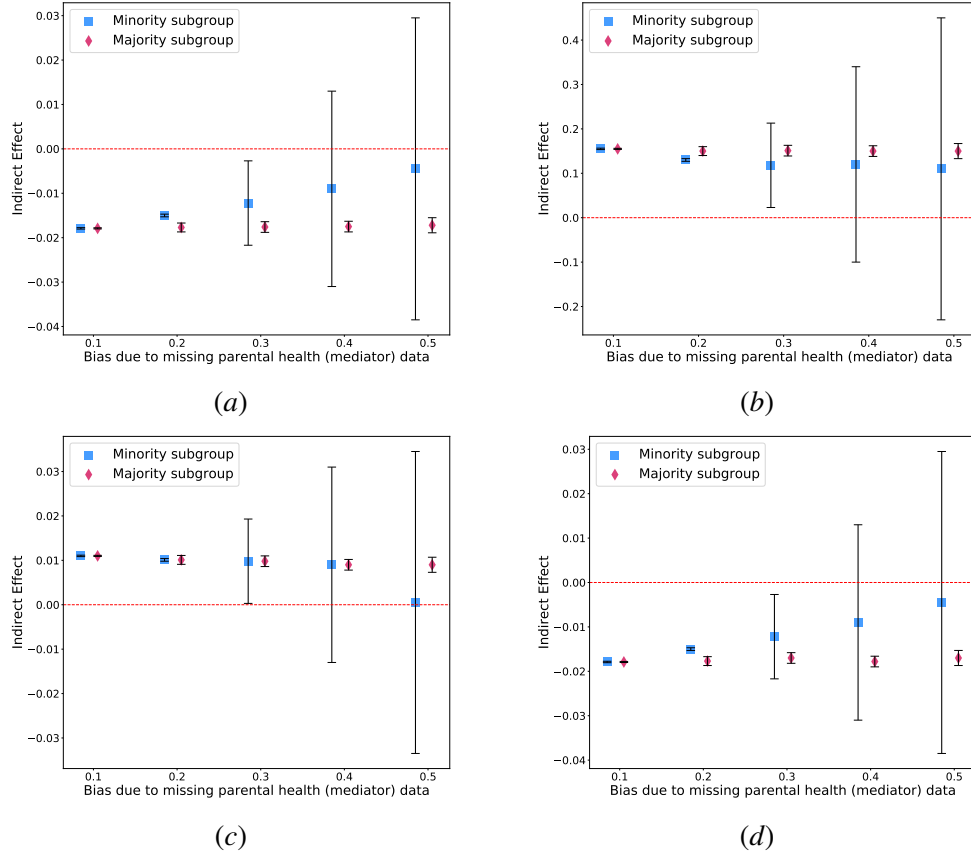 0.03
0.02
0.01
0.00
−0.01
−0.02
−0.03
−0.04
Indirect Effect
Minority subgroup
Majority subgroup
0.1 0.2 0.3 0.4 0.5
Bias due to missing parental health (mediator) data
(a)
0.4
0.3
0.2
0.1
0.0
−0.1
−0.2
Indirect Effect
Minority subgroup
Majority subgroup
0.1 0.2 0.3 0.4 0.5
Bias due to missing parental health (mediator) data
(b)
0.03
0.02
0.01
0.00
−0.01
−0.02
−0.03
Indirect Effect
Minority subgroup
Majority subgroup
0.1 0.2 0.3 0.4 0.5
Bias due to missing parental health (mediator) data
(c)
0.03
0.02
0.01
0.00
−0.01
−0.02
−0.03
−0.04
Indirect Effect
Minority subgroup
Majority subgroup
0.1 0.2 0.3 0.4 0.5
Bias due to missing parental health (mediator) data
(d)